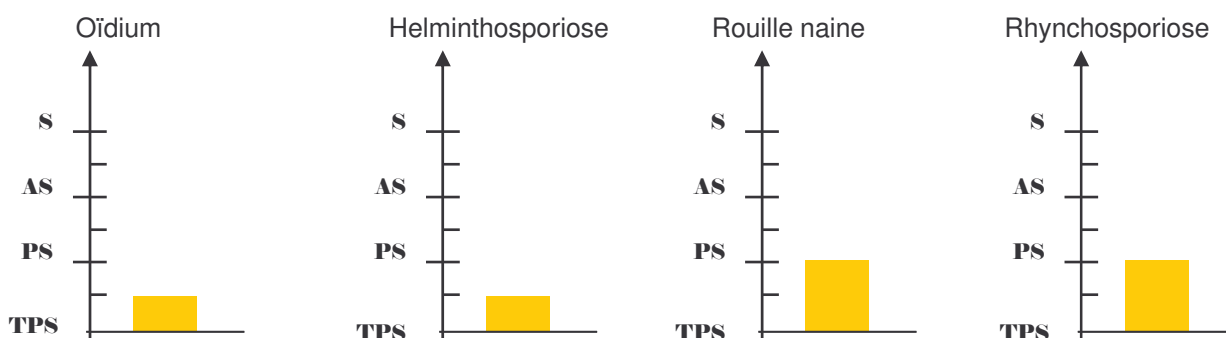 Oïdium Helminthosporiose Rouille naine Rhynchosporiose
S S S S
AS AS AS AS
PS PS PS PS
TPS TPS TPS TPS